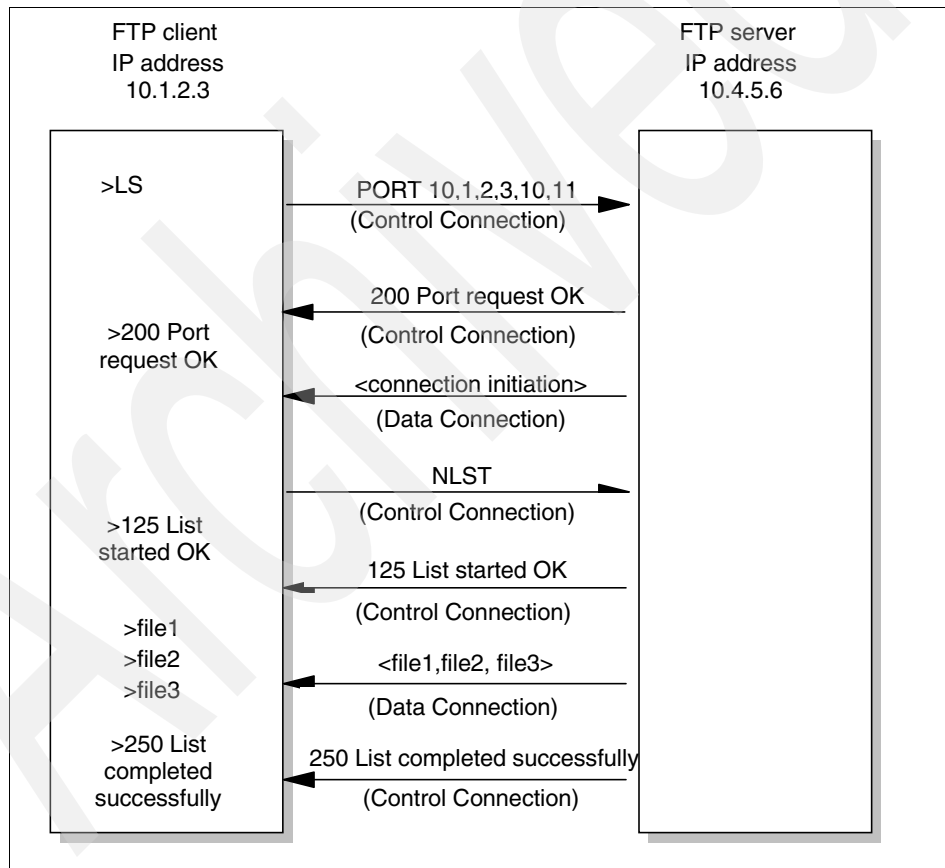 FTP client
IP address
10.1.2.3
FTP server
IP address
10.4.5.6
>LS
PORT 10,1,2,3,10,11
(Control Connection)
200 Port request OK
(Control Connection)
>200 Port
request OK
<connection initiation>
(Data Connection)
NLST
(Control Connection)
>125 List
started OK
125 List started OK
(Control Connection)
>file1
>file2
>file3
<file1,file2, file3>
(Data Connection)
>250 List
completed
successfully
250 List completed successfully
(Control Connection)
Archived